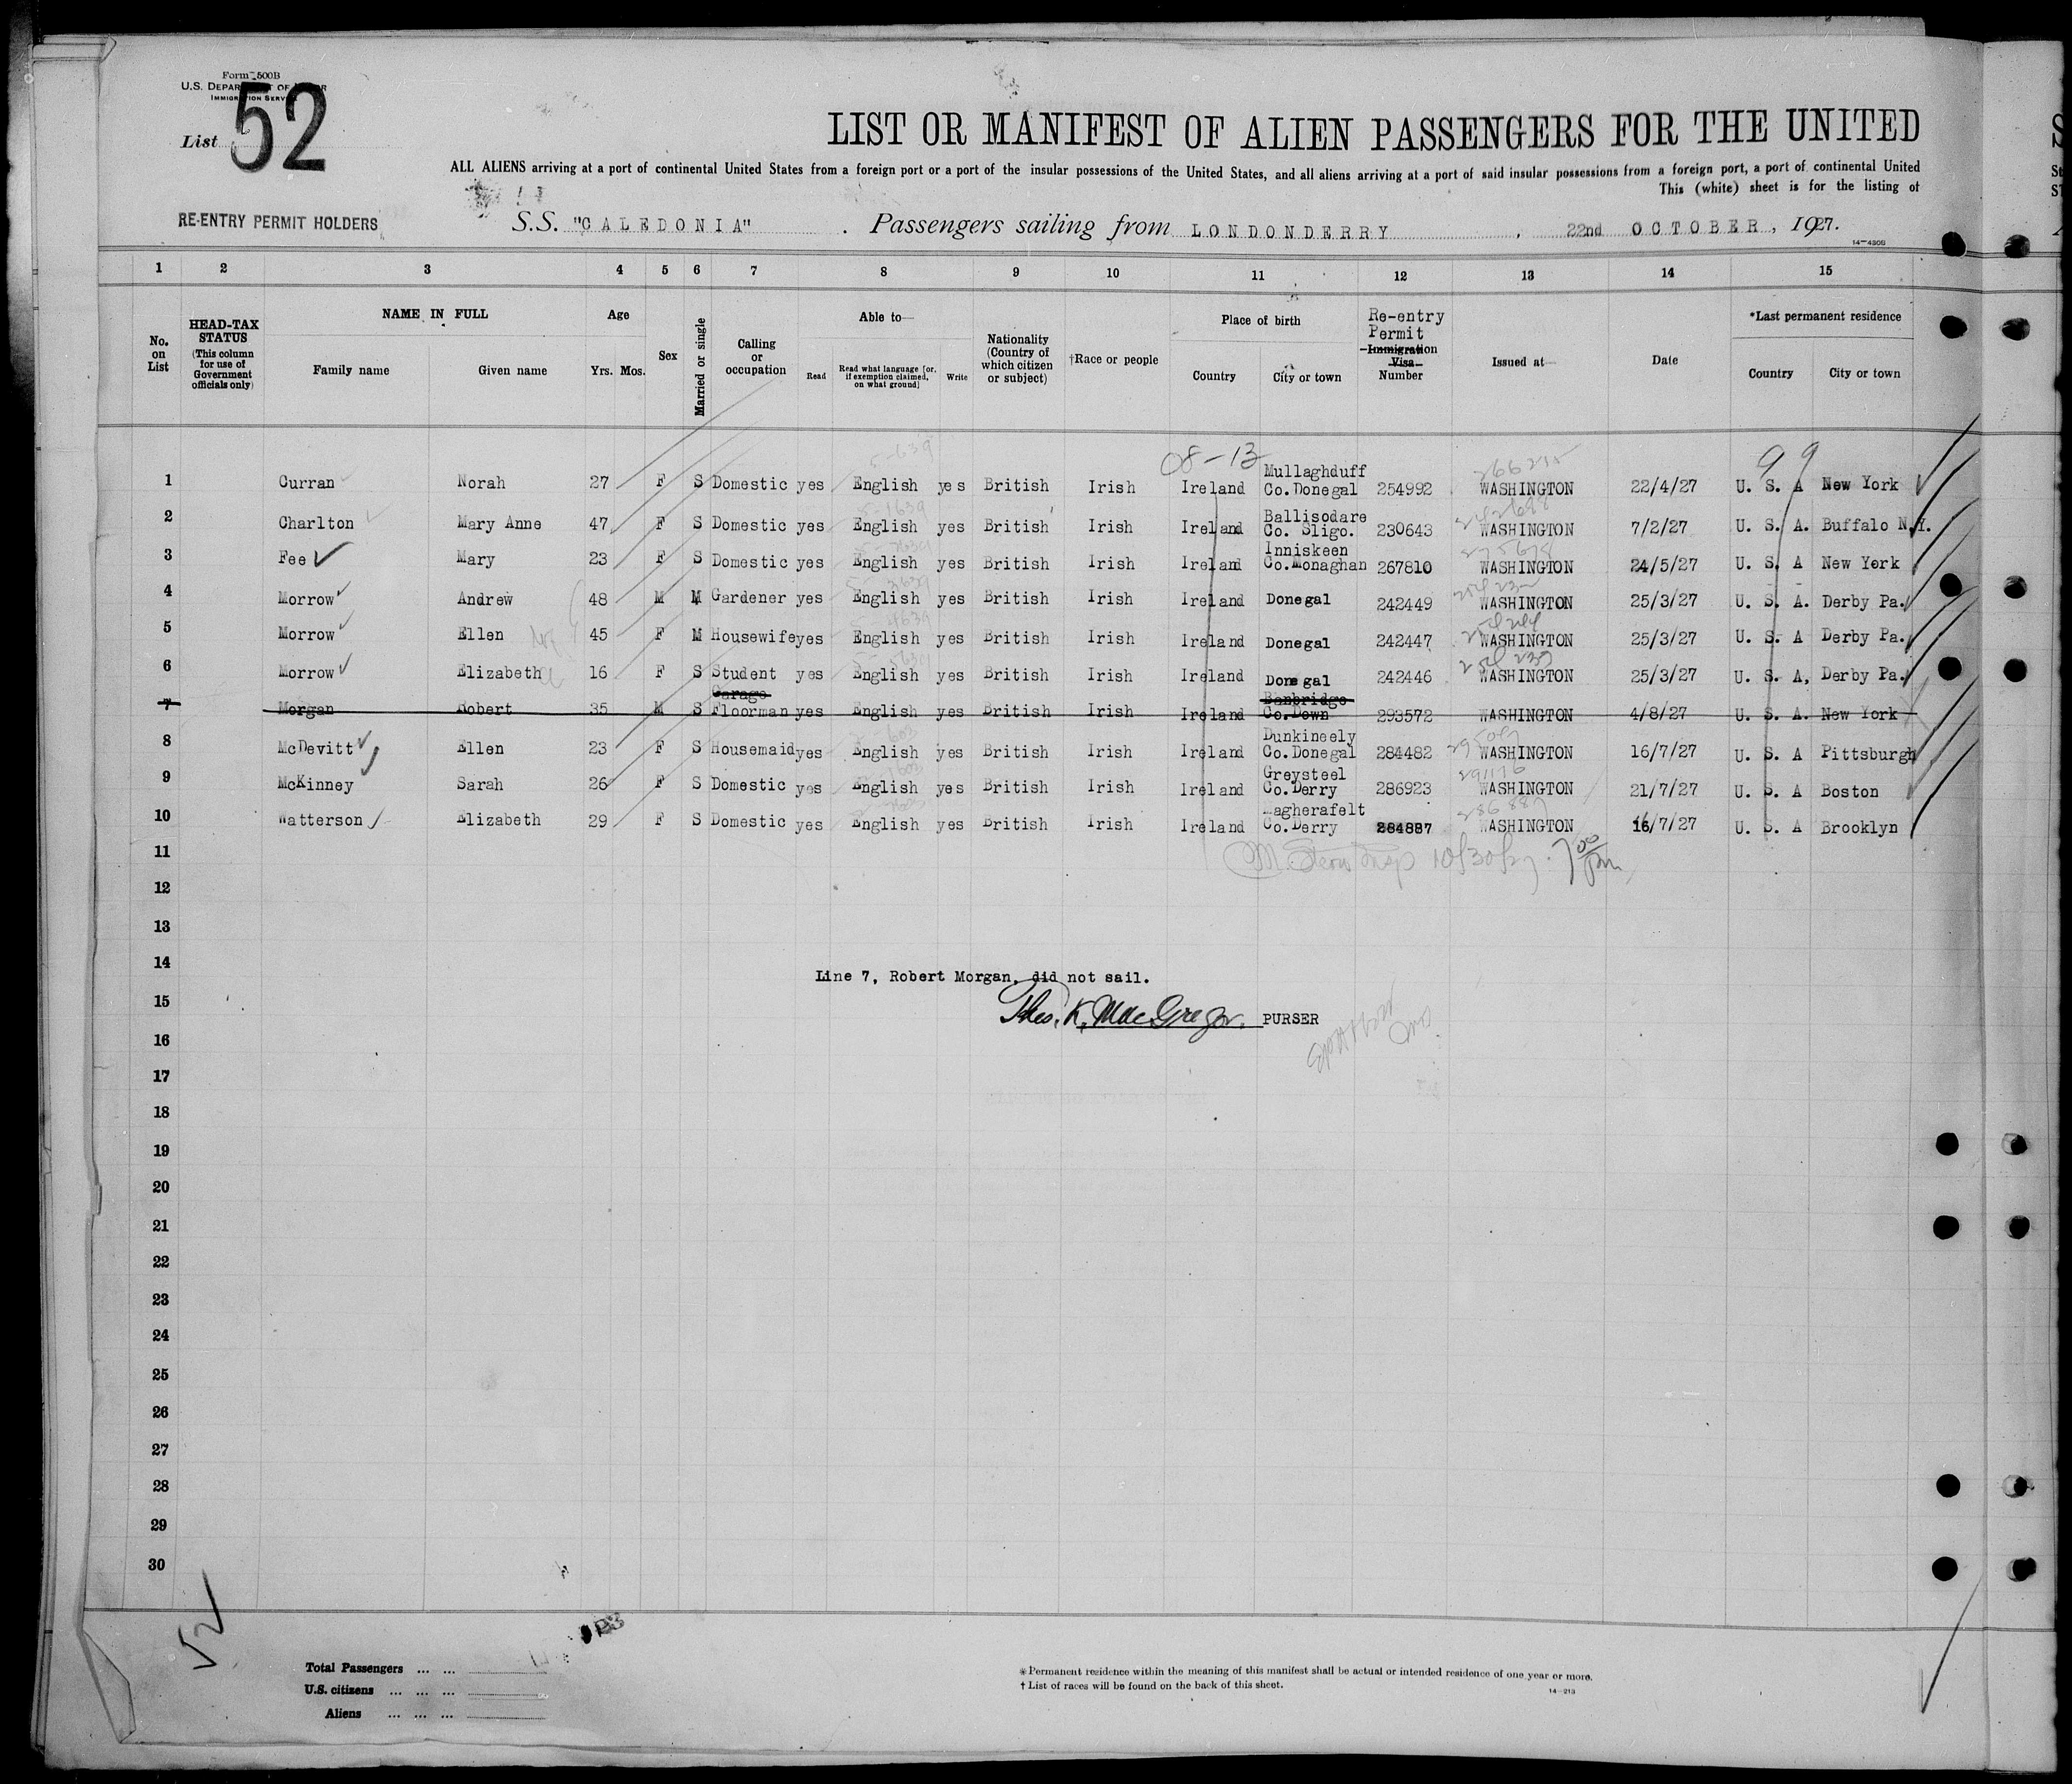 Form 500B
U.S. DEPARTMENT OF LABOR
IMMIGRATION SERVICE
List 52
LIST OR MANIFEST OF ALIEN PASSENGERS FOR THE UNITED
ALL ALIENS arriving at a port of continental United States from a foreign port or a port of the insular possessions of the United States, and all aliens arriving at a port of said insular possessions from a foreign port, a port of continental United
This (white) sheet is for the listing of
RE-ENTRY PERMIT HOLDERS
S.S. "CALEDONIA". Passengers sailing from LONDONDERRY, 22nd OCTOBER, 1927.
14-4306
1 2 3 4 5 6 7 8 9 10 11 12 13 14 15
No. on List
HEAD-TAX STATUS (This column for use of Government officials only)
NAME IN FULL
Family name Given name
Age
Yrs. Mos.
Sex
Married or single
Calling or occupation
Able to—
Read
Read what language [or, if exemption claimed, on what ground]
Write
Nationality (Country of which citizen or subject)
†Race or people
Place of birth
Country City or town
Re-entry Permit
Immigration Visa Number
Issued at—
Date
*Last permanent residence
Country City or town
08-13
99
1 Curran Norah 27 F S Domestic yes English yes British Irish Ireland Mullaghduff Co.Donegal 254992 WASHINGTON 22/4/27 U. S. A New York
2 Charlton Mary Anne 47 F S Domestic yes English yes British Irish Ireland Ballisodare Co. Sligo. 230643 WASHINGTON 7/2/27 U. S. A. Buffalo N.Y.
3 Fee Mary 23 F S Domestic yes English yes British Irish Ireland Inniskeen Co.Monaghan 267810 WASHINGTON 24/5/27 U. S. A New York
4 Morrow Andrew 48 M M Gardener yes English yes British Irish Ireland Donegal 242449 WASHINGTON 25/3/27 U. S. A. Derby Pa.
5 Morrow Ellen 45 F M Housewife yes English yes British Irish Ireland Donegal 242447 WASHINGTON 25/3/27 U. S. A Derby Pa.
6 Morrow Elizabeth 16 F S Student yes English yes British Irish Ireland Donegal 242446 WASHINGTON 25/3/27 U. S. A, Derby Pa.
7 Morgan Robert 35 M S Garage Floorman yes English yes British Irish Ireland Banbridge Co.Down 293572 WASHINGTON 4/8/27 U. S. A. New York
8 McDevitt Ellen 23 F S Housemaid yes English yes British Irish Ireland Dunkineely Co.Donegal 284482 WASHINGTON 16/7/27 U. S. A Pittsburgh
9 McKinney Sarah 26 F S Domestic yes English yes British Irish Ireland Greysteel Co.Derry 286923 WASHINGTON 21/7/27 U. S. A Boston
10 Watterson Elizabeth 29 F S Domestic yes English yes British Irish Ireland Magherafelt Co.Derry 284887 WASHINGTON 16/7/27 U. S. A Brooklyn
11
12
13
14
Line 7, Robert Morgan, did not sail.
15
Thos. K. MacGregor. PURSER
16
17
18
19
20
21
22
23
24
25
26
27
28
29
30
52
Total Passengers ... ...
U.S. citizens ... ... ...
Aliens ... ... ...
*Permanent residence within the meaning of this manifest shall be actual or intended residence of one year or more.
† List of races will be found on the back of this sheet.
14-213